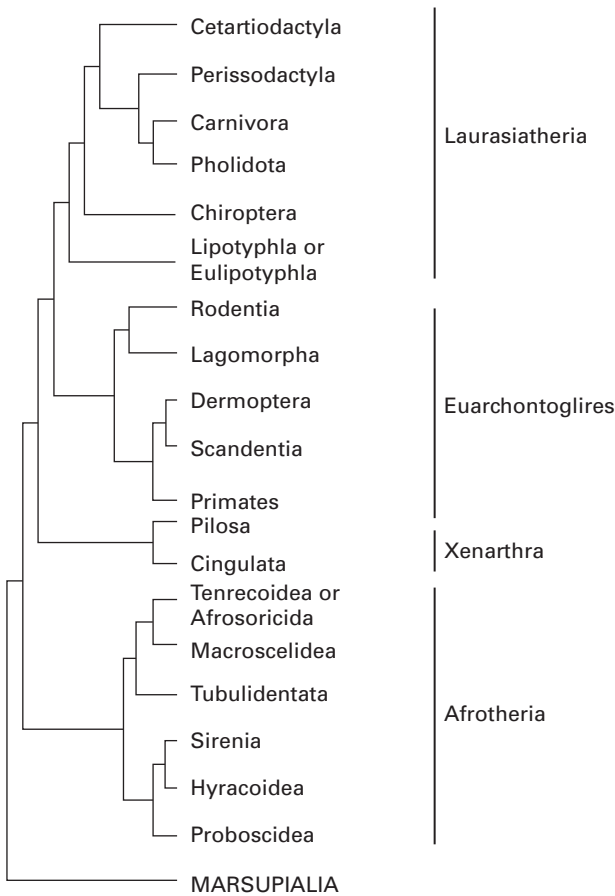 Cetartiodactyla
Perissodactyla
Carnivora
Laurasiatheria
Pholidota
Chiroptera
Lipotyphla or
Eulipotyphla
Rodentia
Lagomorpha
Dermoptera
Euarchontoglires
Scandentia
Primates
Pilosa
Xenarthra
Cingulata
Tenrecoidea or
Afrosoricida
Macroscelidea
Tubulidentata
Afrotheria
Sirenia
Hyracoidea
Proboscidea
MARSUPIALIA